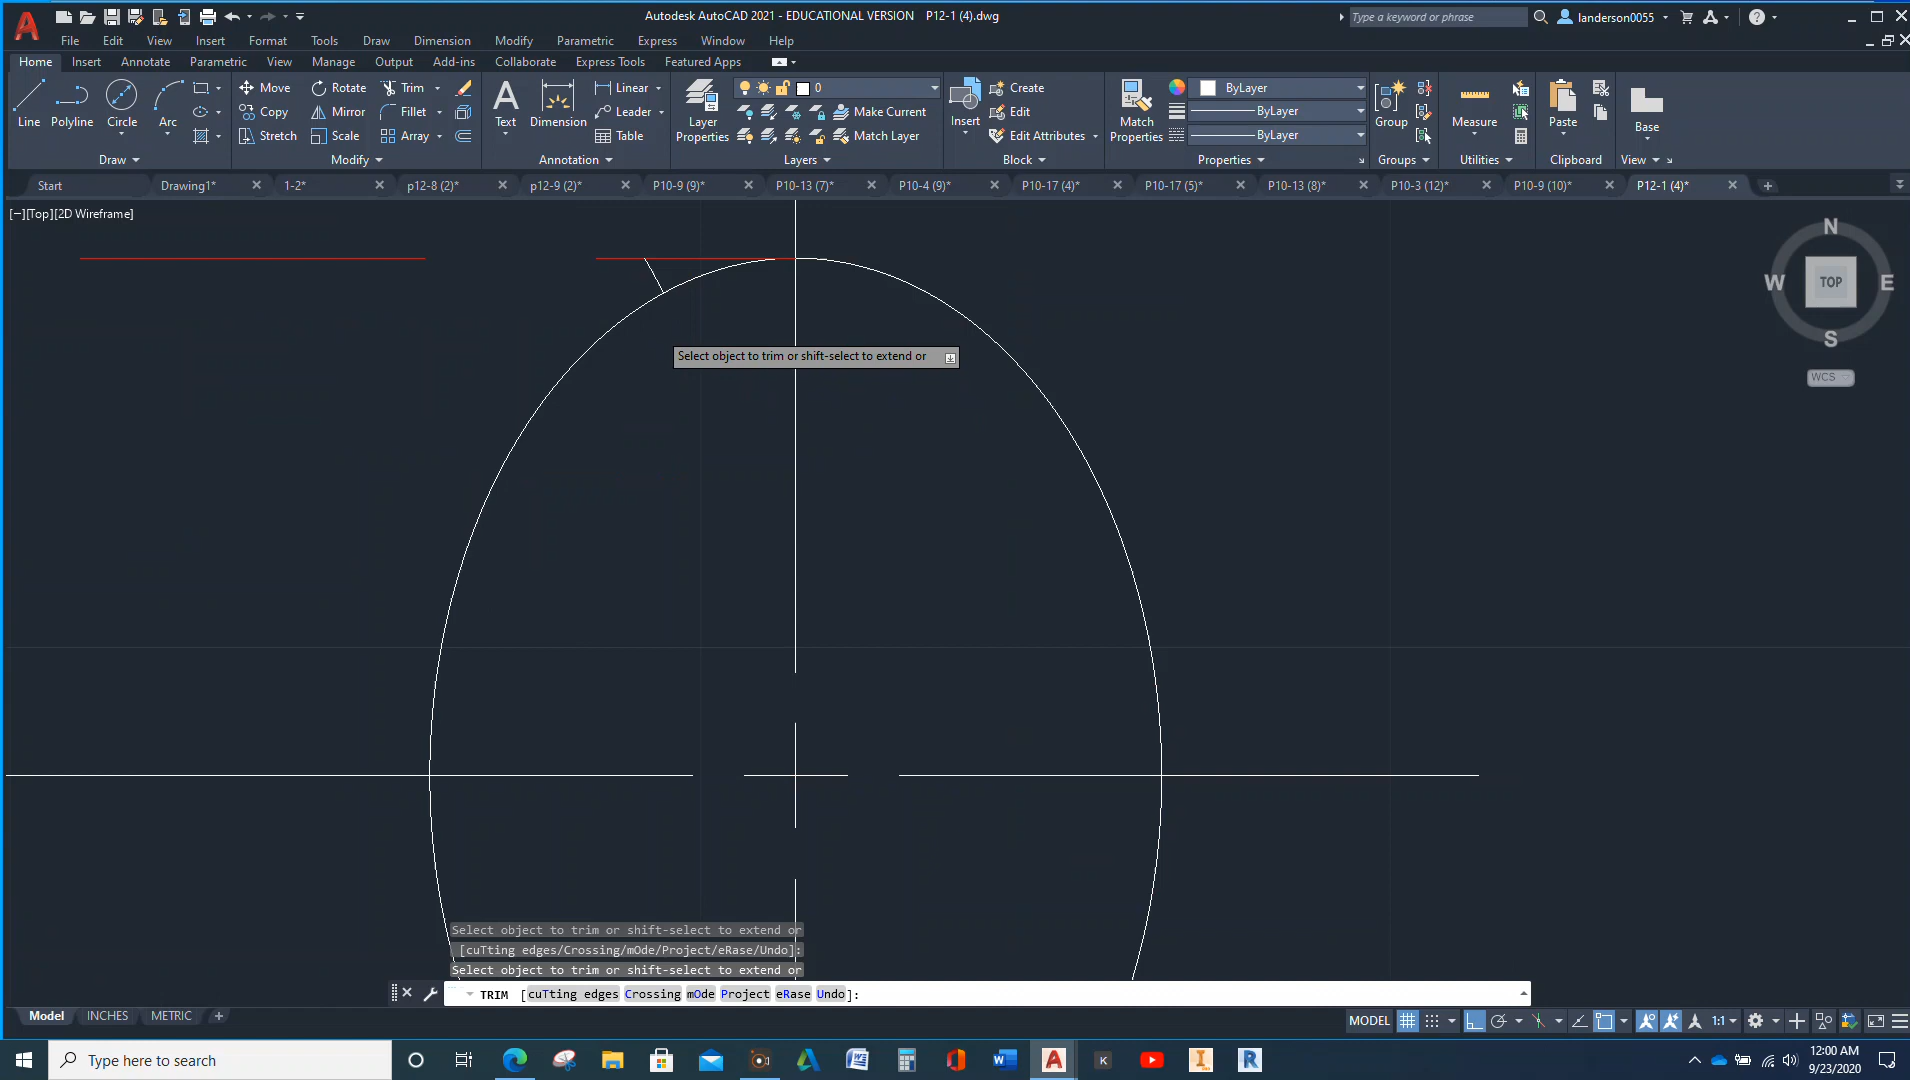 Autodesk AutoCAD 2021 - EDUCATIONAL VERSION P12-1 (4).dwg
Type a keyword or phrase
landerson0055
File Edit View Insert Format Tools Draw Dimension Modify Parametric Express Window Help
Home Insert Annotate Parametric View Manage Output Add-ins Collaborate Express Tools Featured Apps
Line Polyline Circle Arc
Draw
Move Rotate Trim
Copy Mirror Fillet
Stretch Scale Array
Modify
Text Dimension
Linear
Leader
Table
Annotation
Layer Properties
0
Make Current
Match Layer
Layers
Insert
Create
Edit
Edit Attributes
Block
Match Properties
ByLayer
ByLayer
ByLayer
Properties
Group
Groups
Measure
Utilities
Paste
Clipboard
Base
View
Start Drawing1* 1-2* p12-8 (2)* p12-9 (2)* P10-9 (9)* P10-13 (7)* P10-4 (9)* P10-17 (4)* P10-17 (5)* P10-13 (8)* P10-3 (12)* P10-9 (10)* P12-1 (4)*
[−][Top][2D Wireframe]
N
W TOP E
S
WCS
Select object to trim or shift-select to extend or
Select object to trim or shift-select to extend or
[cuTting edges/Crossing/mOde/Project/eRase/Undo]:
Select object to trim or shift-select to extend or
TRIM [cuTting edges Crossing mOde Project eRase Undo]:
Model INCHES METRIC
MODEL 1:1
Type here to search
12:00 AM
9/23/2020